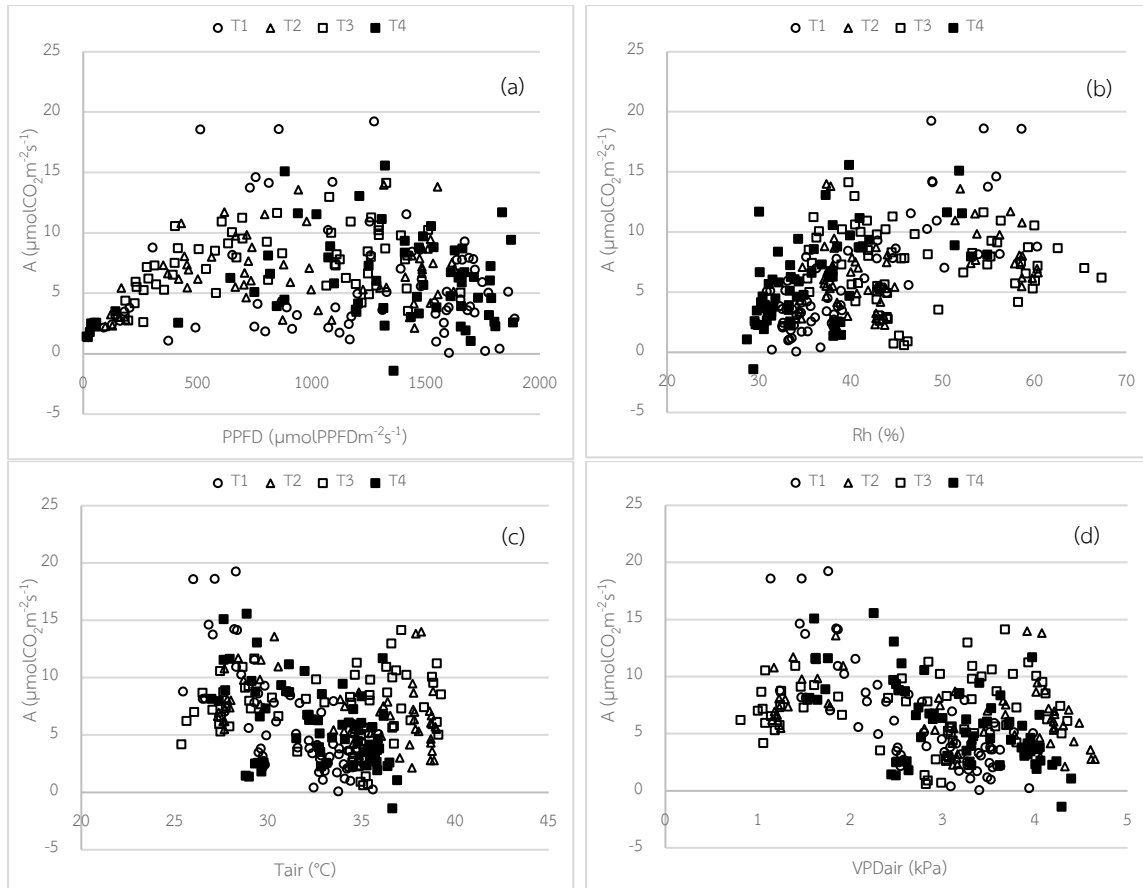 T1 T2 T3 T4
25
20
15
10
5
0
-5
A (µmolCO₂m⁻²s⁻¹)
(a)
0 500 1000 1500 2000
PPFD (µmolPPFDm⁻²s⁻¹)
T1 T2 T3 T4
25
20
15
10
5
0
-5
A (µmolCO₂m⁻²s⁻¹)
(b)
20 30 40 50 60 70
Rh (%)
T1 T2 T3 T4
25
20
15
10
5
0
-5
A (µmolCO₂m⁻²s⁻¹)
(c)
20 25 30 35 40 45
Tair (°C)
T1 T2 T3 T4
25
20
15
10
5
0
-5
A (µmolCO₂m⁻²s⁻¹)
(d)
0 1 2 3 4 5
VPDair (kPa)